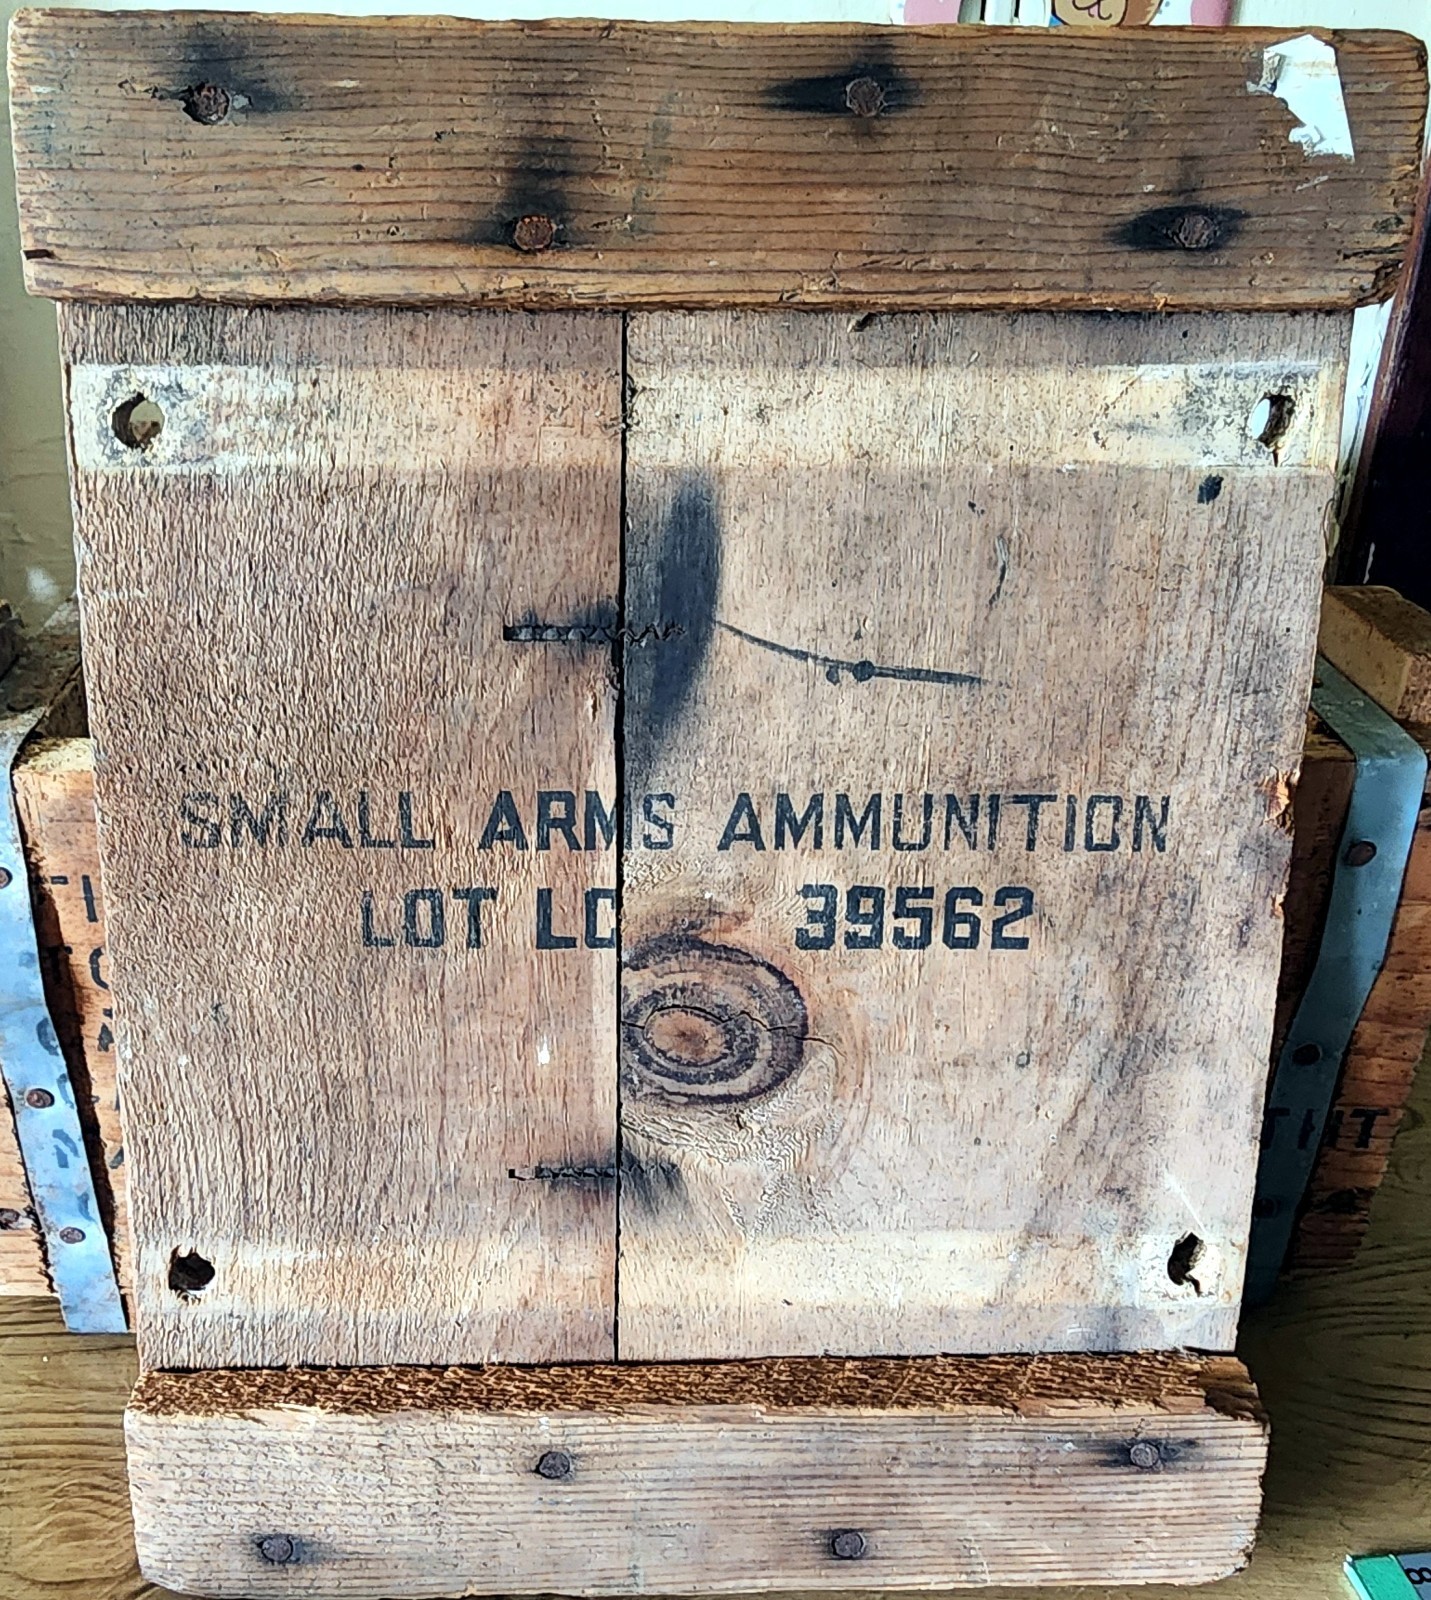 SMALL ARMS AMMUNITION
LOT LC 39562